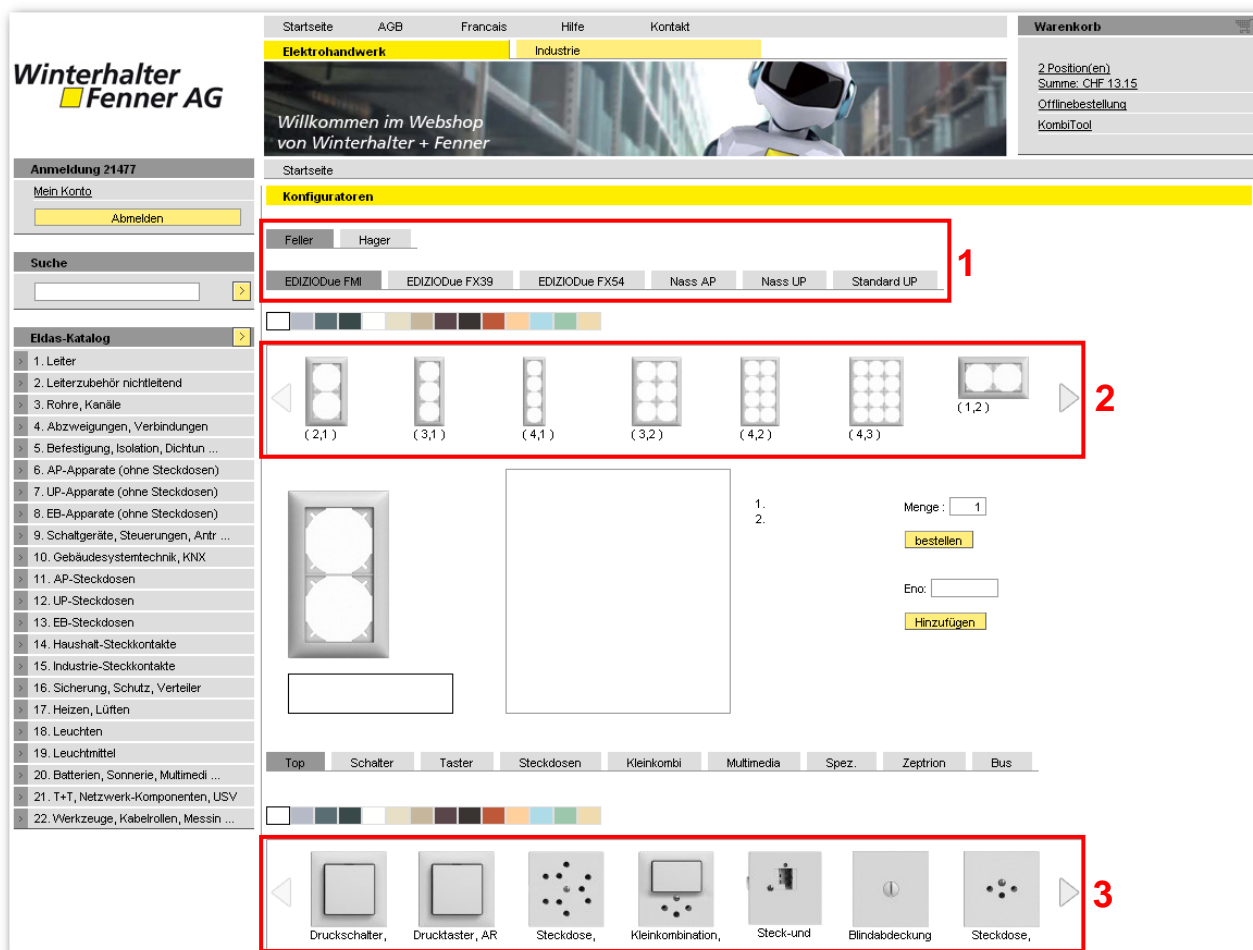 Startseite AGB Francais Hilfe Kontakt
Elektrohandwerk Industrie
Winterhalter
Fenner AG
Willkommen im Webshop
von Winterhalter + Fenner
Warenkorb
2 Position(en)
Summe: CHF 13.15
Offlinebestellung
KombiTool
Anmeldung 21477
Mein Konto
Abmelden
Suche
>
Eldas-Katalog >
> 1. Leiter
> 2. Leiterzubehör nichtleitend
> 3. Rohre, Kanäle
> 4. Abzweigungen, Verbindungen
> 5. Befestigung, Isolation, Dichtun ...
> 6. AP-Apparate (ohne Steckdosen)
> 7. UP-Apparate (ohne Steckdosen)
> 8. EB-Apparate (ohne Steckdosen)
> 9. Schaltgeräte, Steuerungen, Antr ...
> 10. Gebäudesystemtechnik, KNX
> 11. AP-Steckdosen
> 12. UP-Steckdosen
> 13. EB-Steckdosen
> 14. Haushalt-Steckkontakte
> 15. Industrie-Steckkontakte
> 16. Sicherung, Schutz, Verteiler
> 17. Heizen, Lüften
> 18. Leuchten
> 19. Leuchtmittel
> 20. Batterien, Sonnerie, Multimedi ...
> 21. T+T, Netzwerk-Komponenten, USV
> 22. Werkzeuge, Kabelrollen, Messin ...
Startseite
Konfiguratoren
Feller Hager
EDIZIODue FMI EDIZIODue FX39 EDIZIODue FX54 Nass AP Nass UP Standard UP
1
( 2,1 ) ( 3,1 ) ( 4,1 ) ( 3,2 ) ( 4,2 ) ( 4,3 ) ( 1,2 )
2
1.
2.
Menge : 1
bestellen
Eno:
Hinzufügen
Top Schalter Taster Steckdosen Kleinkombi Multimedia Spez. Zeptrion Bus
Druckschalter, Drucktaster, AR Steckdose, Kleinkombination, Steck-und Blindabdeckung Steckdose,
3